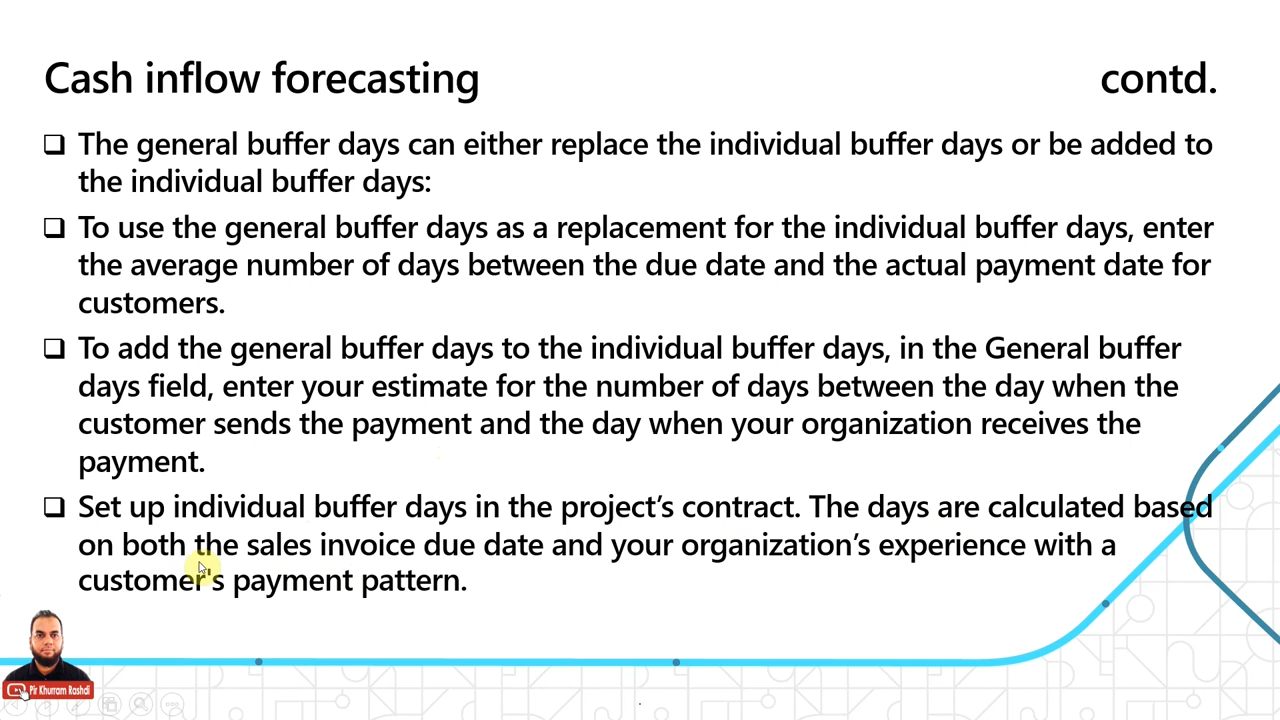 Cash inflow forecasting contd.
The general buffer days can either replace the individual buffer days or be added to
the individual buffer days:
To use the general buffer days as a replacement for the individual buffer days, enter
the average number of days between the due date and the actual payment date for
customers.
To add the general buffer days to the individual buffer days, in the General buffer
days field, enter your estimate for the number of days between the day when the
customer sends the payment and the day when your organization receives the
payment.
Set up individual buffer days in the project’s contract. The days are calculated based
on both the sales invoice due date and your organization’s experience with a
customer's payment pattern.
Pir Khurram Rashdi